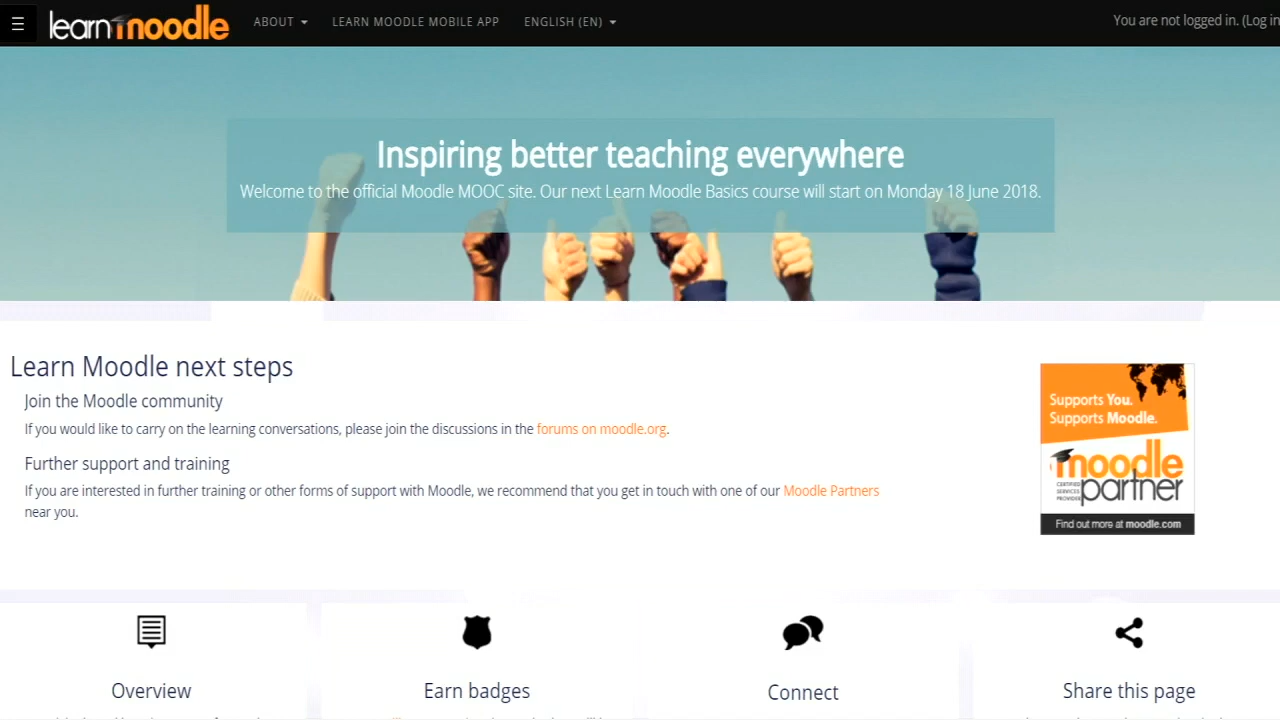 learn moodle ABOUT LEARN MOODLE MOBILE APP ENGLISH (EN) You are not logged in. (Log in
Inspiring better teaching everywhere
Welcome to the official Moodle MOOC site. Our next Learn Moodle Basics course will start on Monday 18 June 2018.
Learn Moodle next steps
Join the Moodle community
If you would like to carry on the learning conversations, please join the discussions in the forums on moodle.org.
Further support and training
If you are interested in further training or other forms of support with Moodle, we recommend that you get in touch with one of our Moodle Partners
near you.
Supports You.
Supports Moodle.
moodle
CERTIFIED
SERVICES
PROVIDER
partner
Find out more at moodle.com
Overview
Earn badges
Connect
Share this page